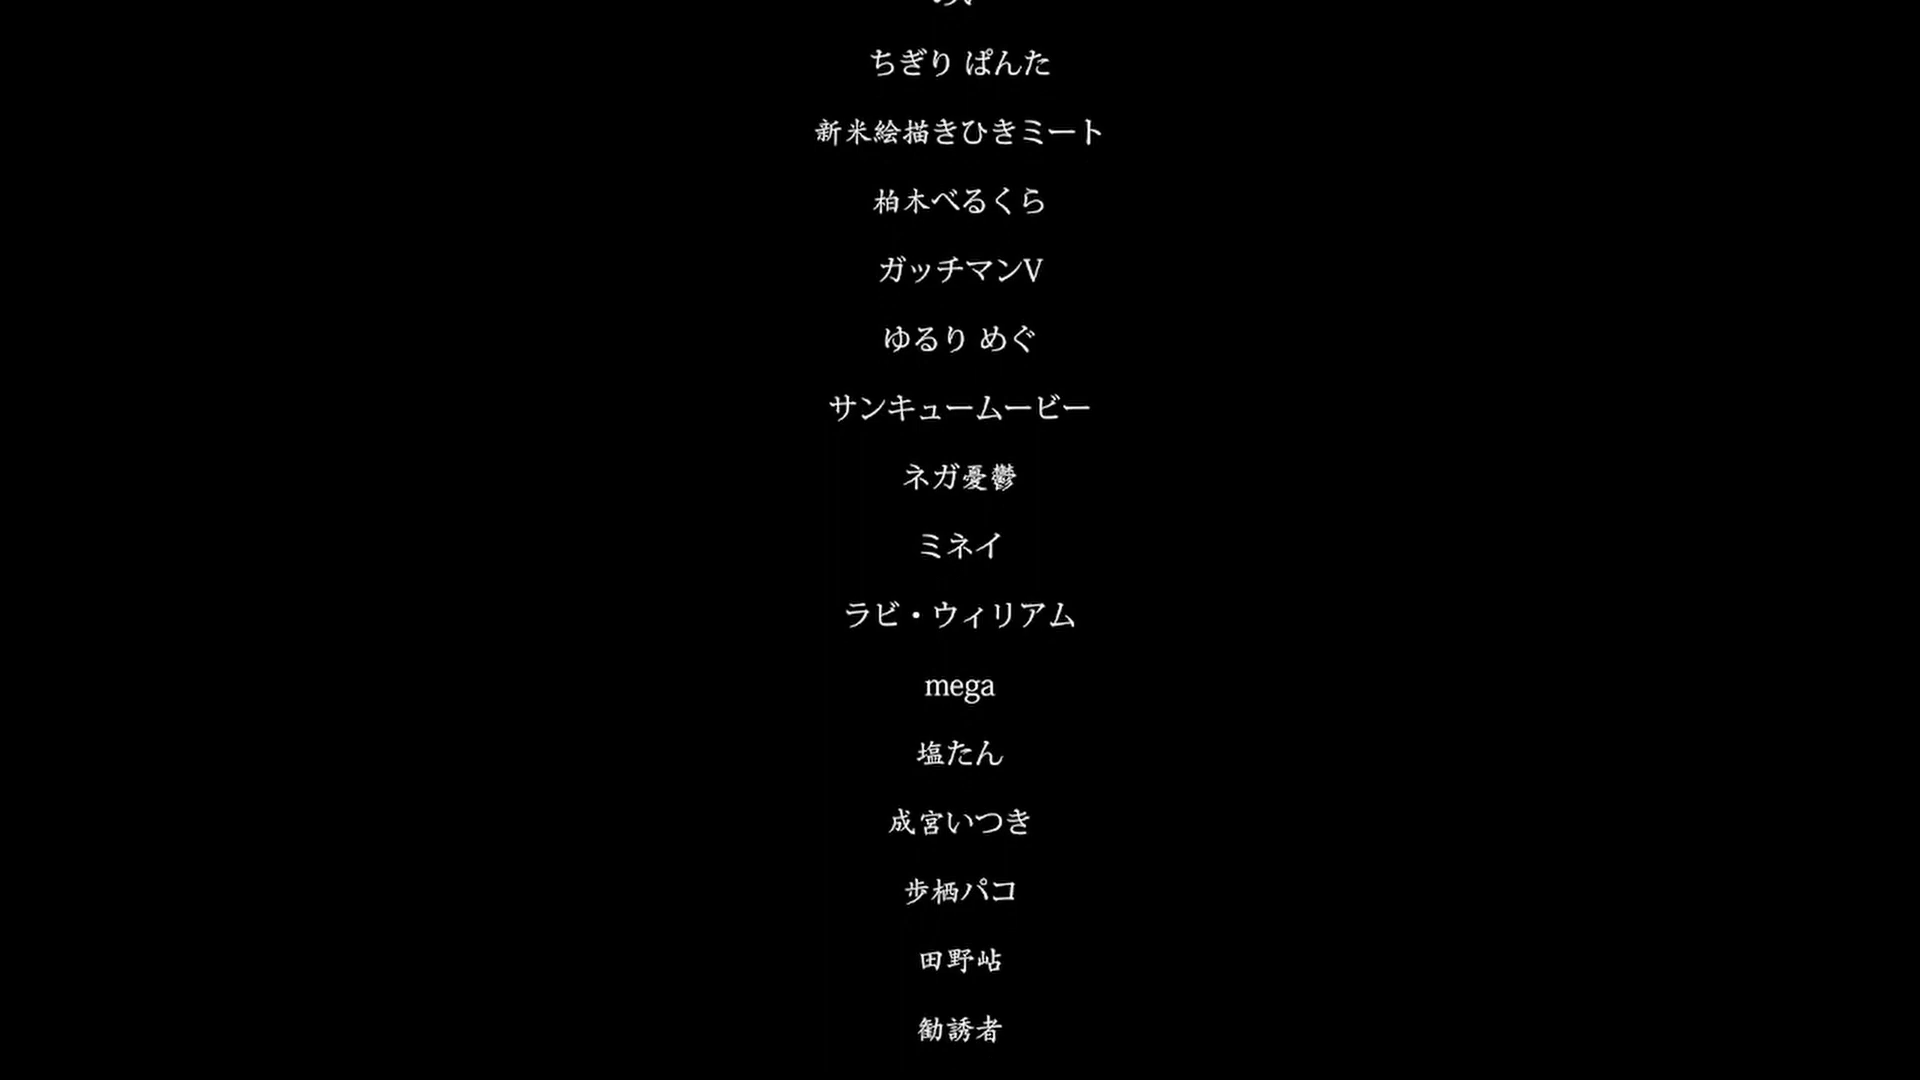 ちぎり ぱんた
新米絵描きひきミート
柏木べるくら
ガッチマンV
ゆるり めぐ
サンキュームービー
ネガ憂鬱
ミネイ
ラビ・ウィリアム
mega
塩たん
成宮いつき
歩栖パコ
田野岾
勧誘者